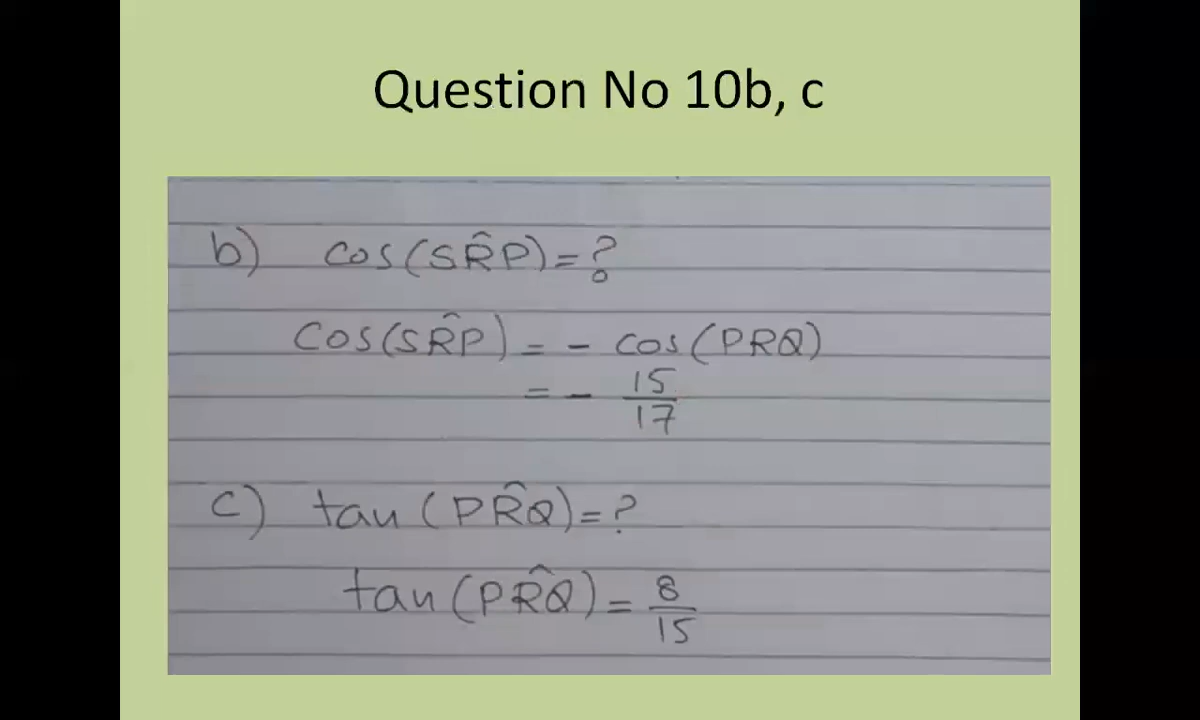 Question No 10b, c
b) cos(SR̂P)=?
cos(SR̂P) = - cos(PRQ)
= - 15/17
c) tan(PR̂Q)=?
tan(PR̂Q) = 8/15